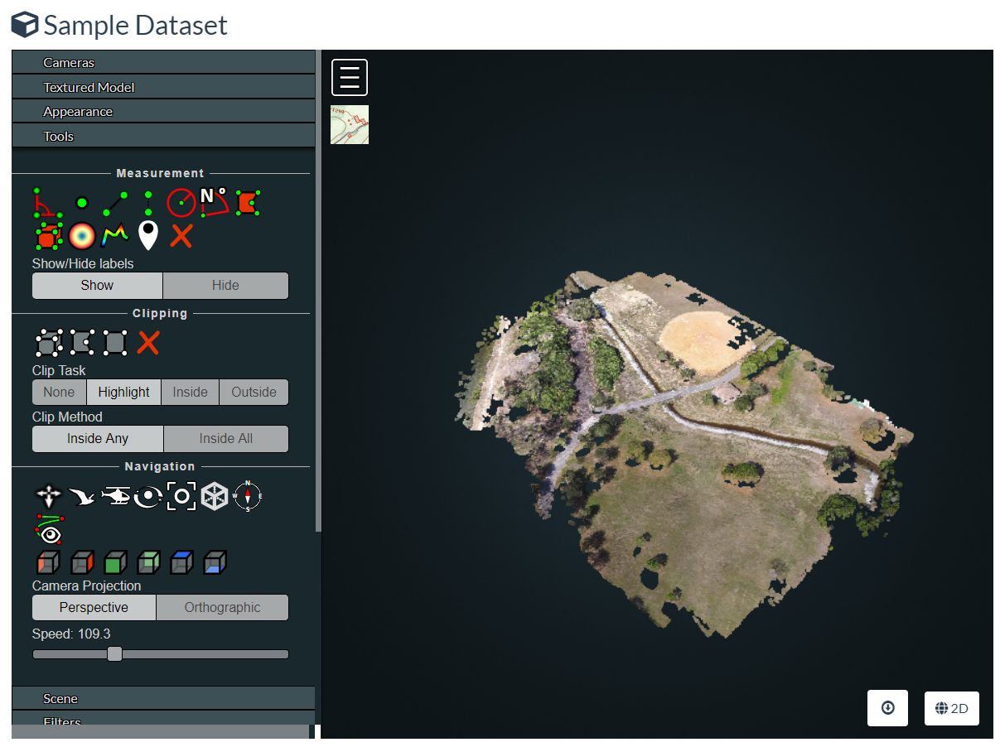 Sample Dataset
Cameras
Textured Model
Appearance
Tools
Measurement
N°
Show/Hide labels
Show Hide
Clipping
Clip Task
None Highlight Inside Outside
Clip Method
Inside Any Inside All
Navigation
N
W E
S
Camera Projection
Perspective Orthographic
Speed: 109.3
Scene
Filters
2D